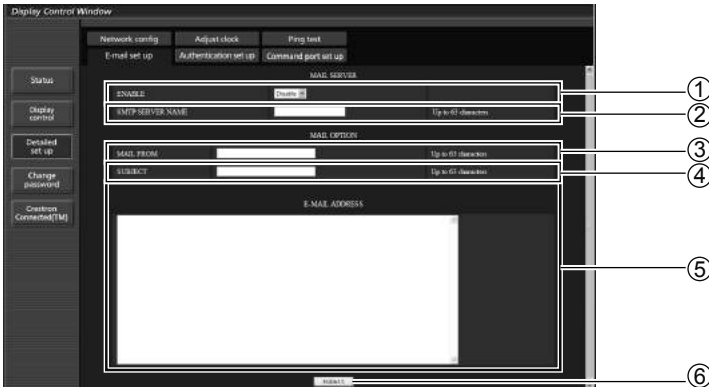 Display Control Window
Network config
Adjust clock
Ping test
E-mail set up
Authentication set up
Command port set up
Status
Display
control
Detailed
set up
Change
password
Crestron
Connected(TM)
MAIL SERVER
ENABLE
Disable
①
SMTP SERVER NAME
Up to 63 characters
②
MAIL OPTION
MAIL FROM
Up to 63 characters
③
SUBJECT
Up to 63 characters
④
E-MAIL ADDRESS
⑤
⑥